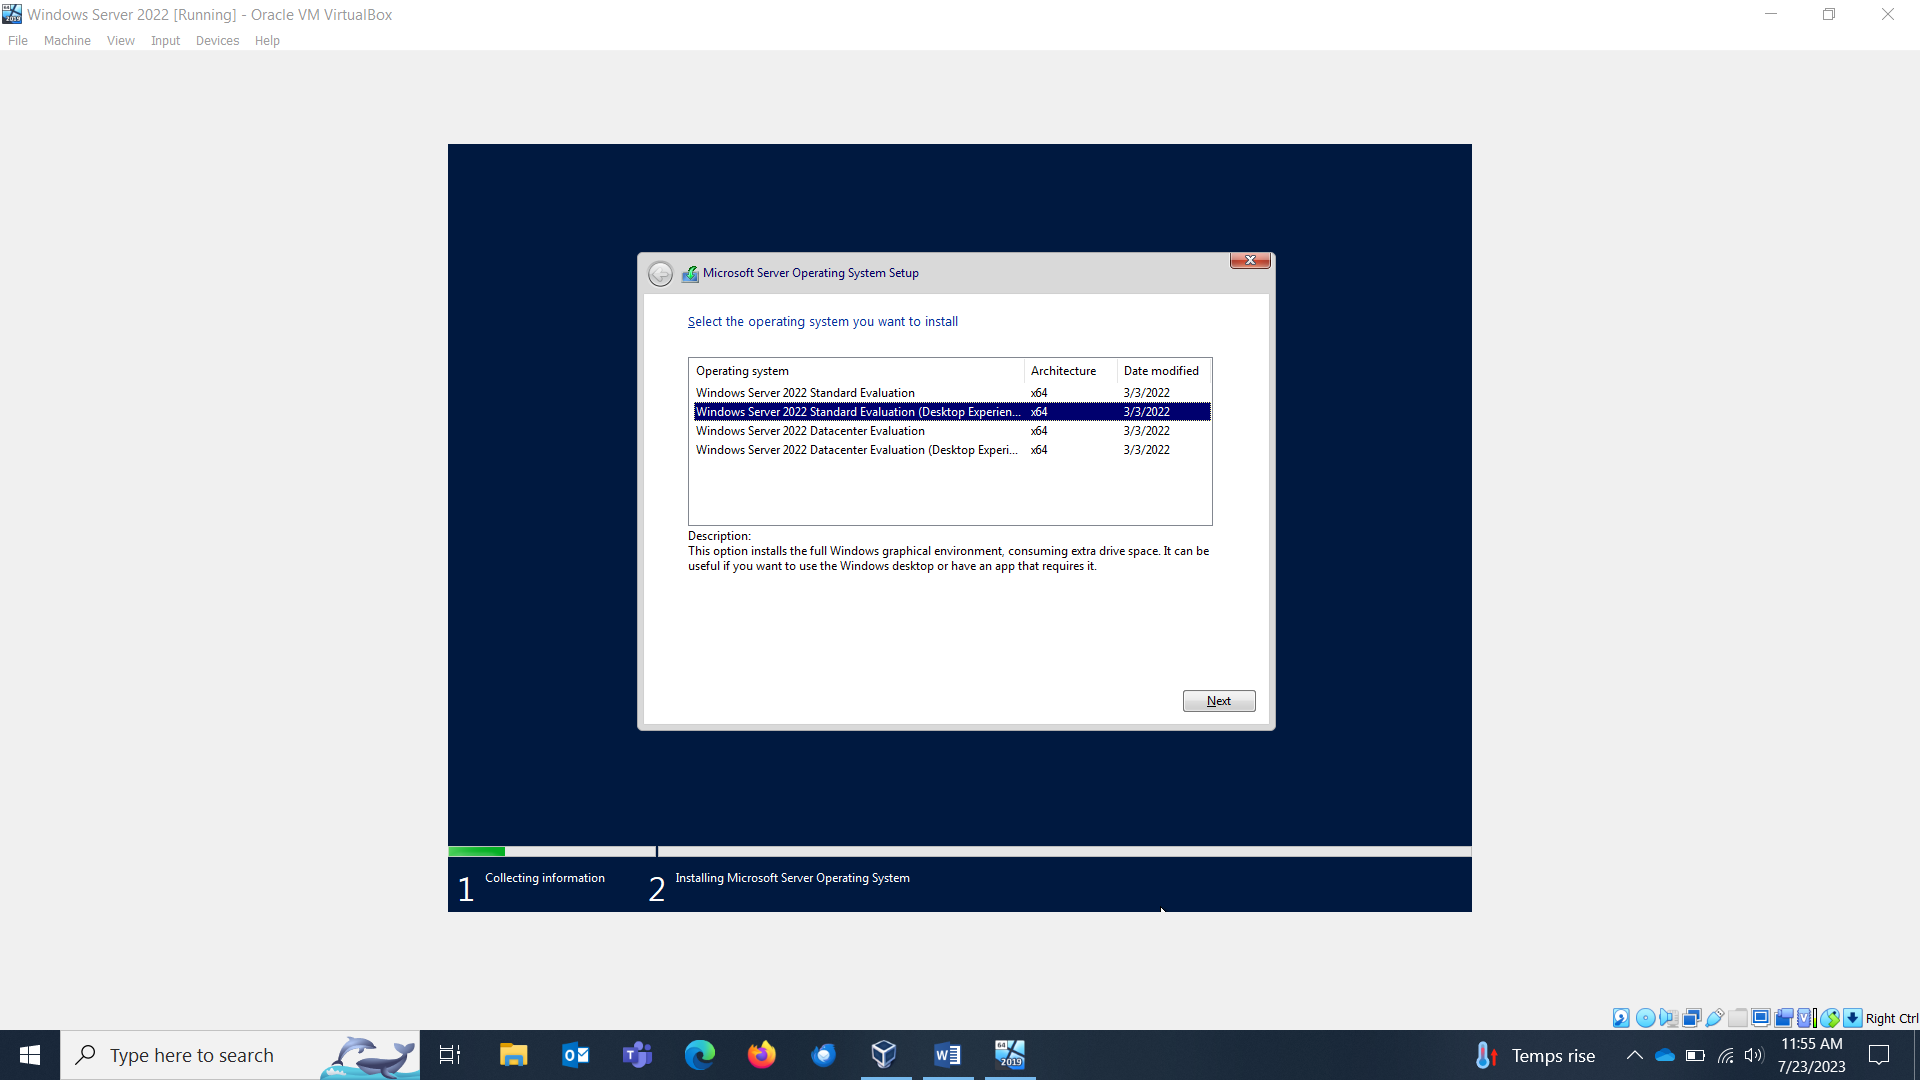 Windows Server 2022 [Running] - Oracle VM VirtualBox
File Machine View Input Devices Help
Microsoft Server Operating System Setup
Select the operating system you want to install
Operating system Architecture Date modified
Windows Server 2022 Standard Evaluation x64 3/3/2022
Windows Server 2022 Standard Evaluation (Desktop Experien... x64 3/3/2022
Windows Server 2022 Datacenter Evaluation x64 3/3/2022
Windows Server 2022 Datacenter Evaluation (Desktop Experi... x64 3/3/2022
Description:
This option installs the full Windows graphical environment, consuming extra drive space. It can be
useful if you want to use the Windows desktop or have an app that requires it.
Next
1 Collecting information 2 Installing Microsoft Server Operating System
Right Ctrl
Type here to search
64
2019
Temps rise
11:55 AM
7/23/2023